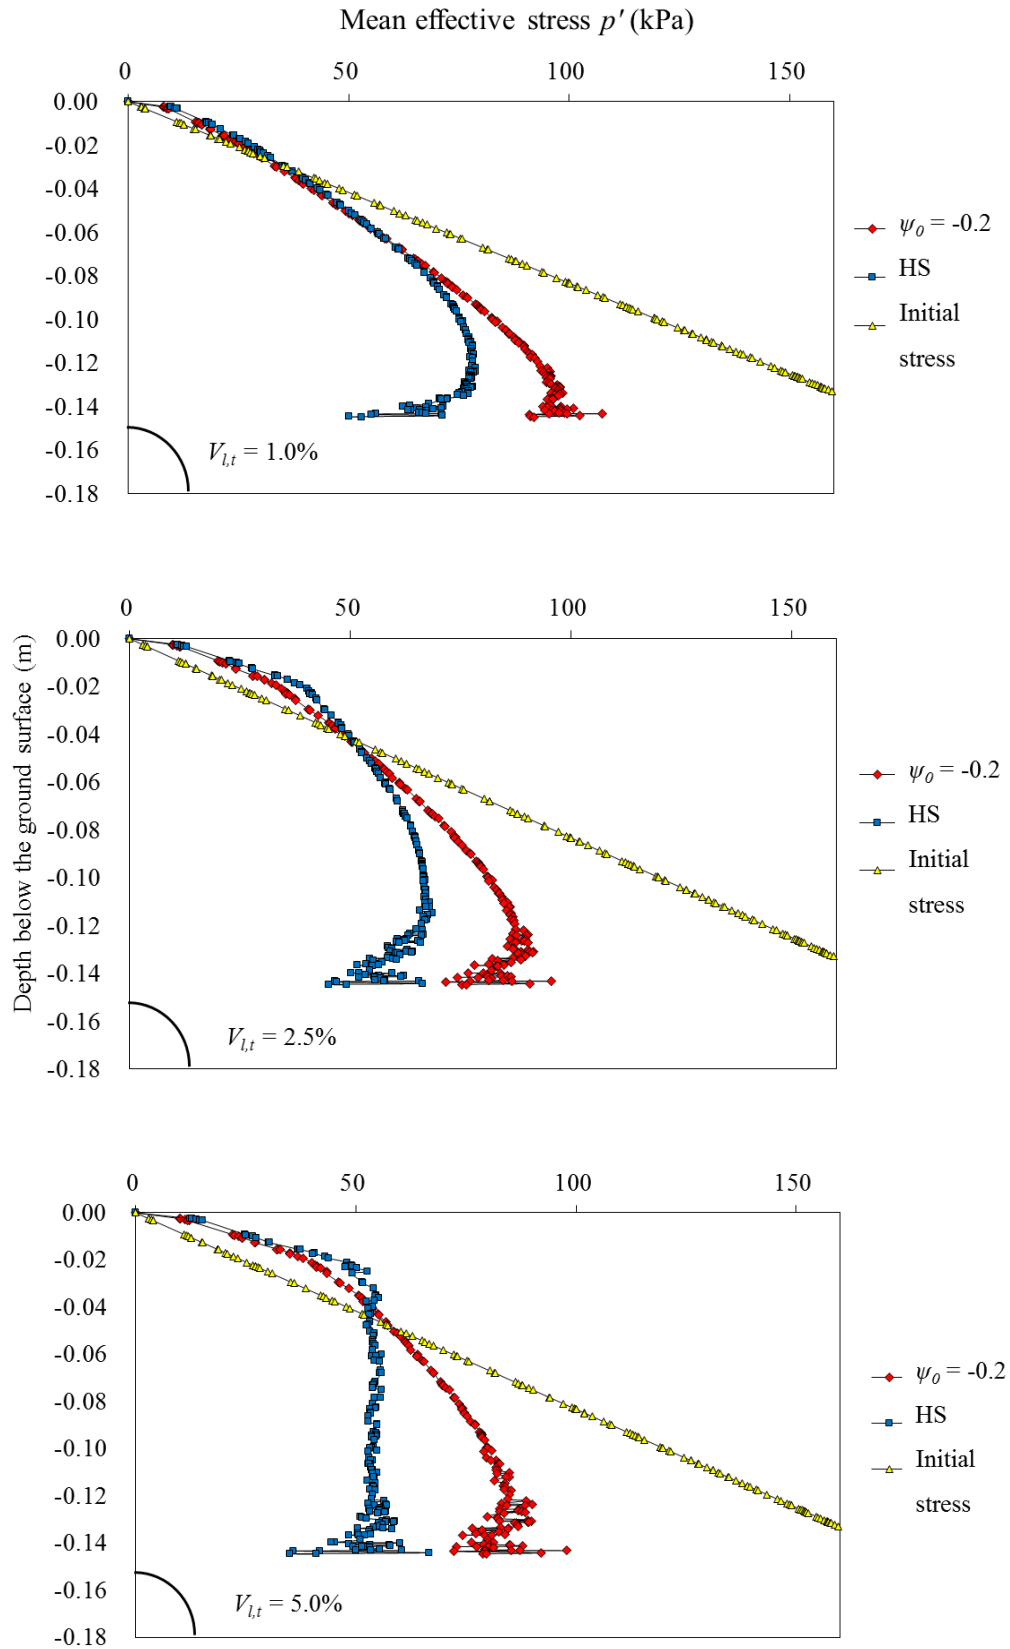 Mean effective stress p′ (kPa)
0 50 100 150
0.00
-0.02
-0.04
-0.06
-0.08
-0.10
-0.12
-0.14
-0.16
-0.18
ψ0 = -0.2
HS
Initial
stress
Vl,t = 1.0%
Depth below the ground surface (m)
0 50 100 150
0.00
-0.02
-0.04
-0.06
-0.08
-0.10
-0.12
-0.14
-0.16
-0.18
ψ0 = -0.2
HS
Initial
stress
Vl,t = 2.5%
0 50 100 150
0.00
-0.02
-0.04
-0.06
-0.08
-0.10
-0.12
-0.14
-0.16
-0.18
ψ0 = -0.2
HS
Initial
stress
Vl,t = 5.0%